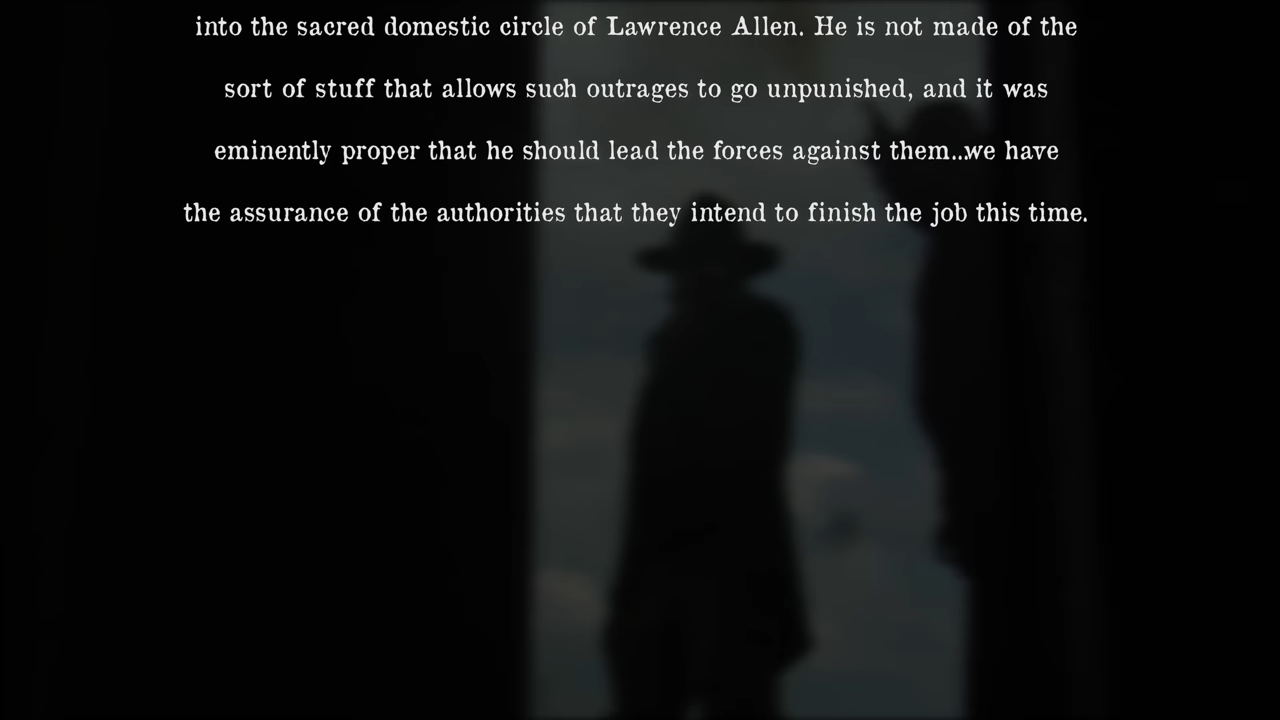 into the sacred domestic circle of Lawrence Allen. He is not made of the
sort of stuff that allows such outrages to go unpunished, and it was
eminently proper that he should lead the forces against them...we have
the assurance of the authorities that they intend to finish the job this time.